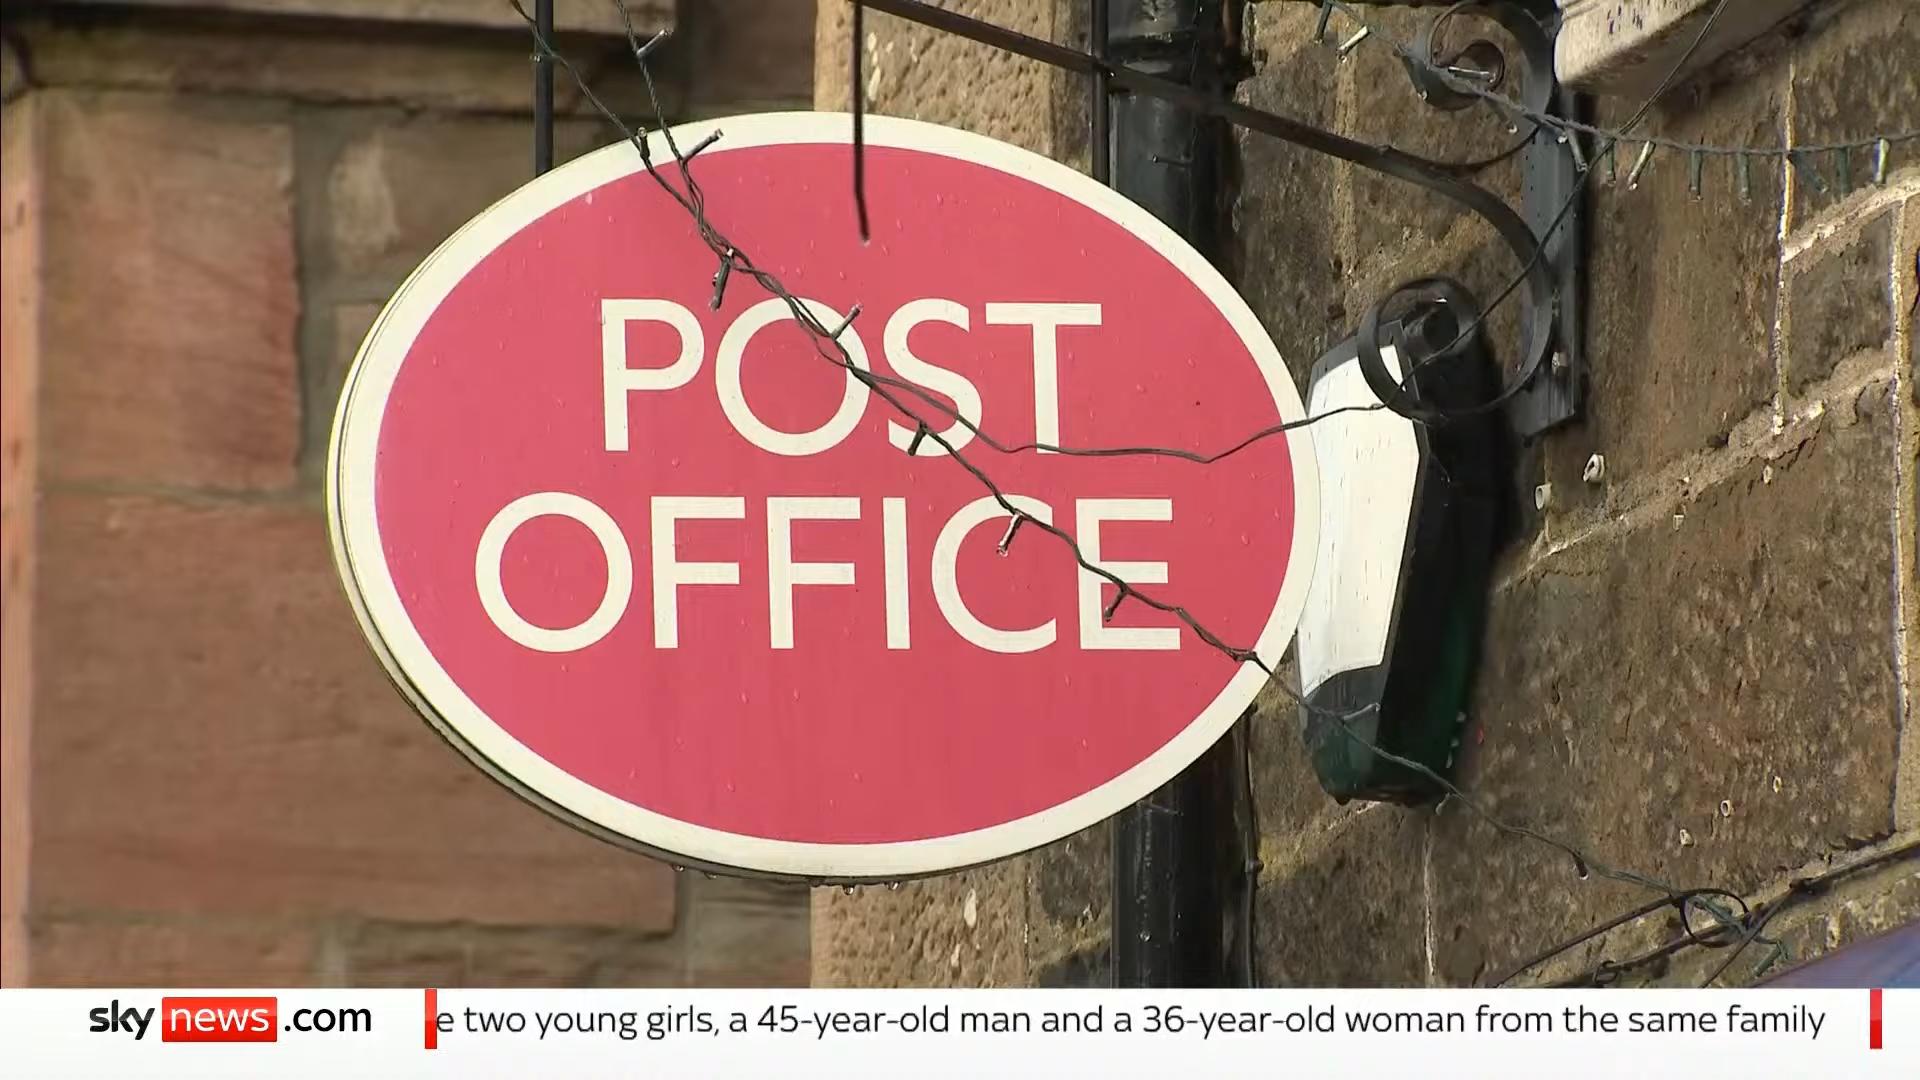 POST
OFFICE
sky news .com
e two young girls, a 45-year-old man and a 36-year-old woman from the same family